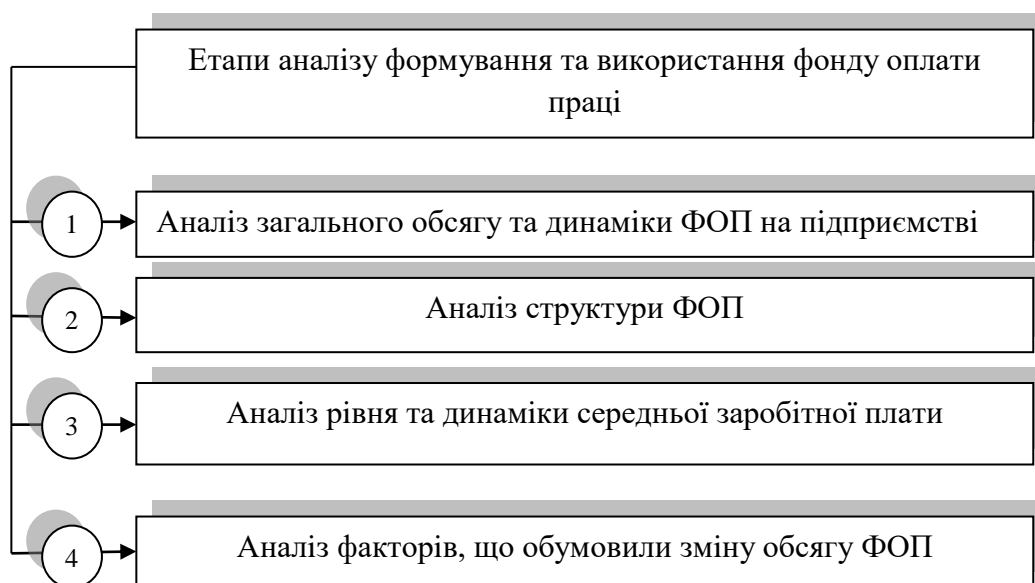 Етапи аналізу формування та використання фонду оплати
праці
1
Аналіз загального обсягу та динаміки ФОП на підприємстві
2
Аналіз структури ФОП
3
Аналіз рівня та динаміки середньої заробітної плати
4
Аналіз факторів, що обумовили зміну обсягу ФОП